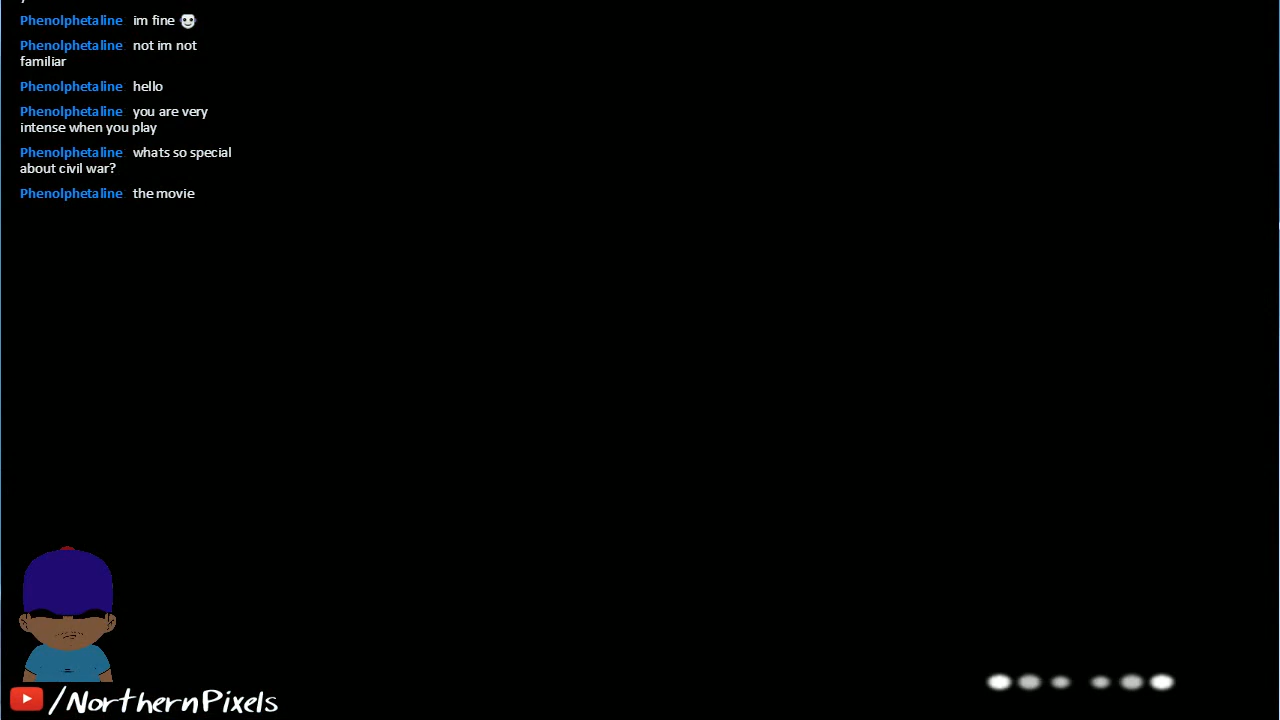 Phenolphetaline im fine
Phenolphetaline not im not
familiar
Phenolphetaline hello
Phenolphetaline you are very
intense when you play
Phenolphetaline whats so special
about civil war?
Phenolphetaline the movie
/NorthernPixels